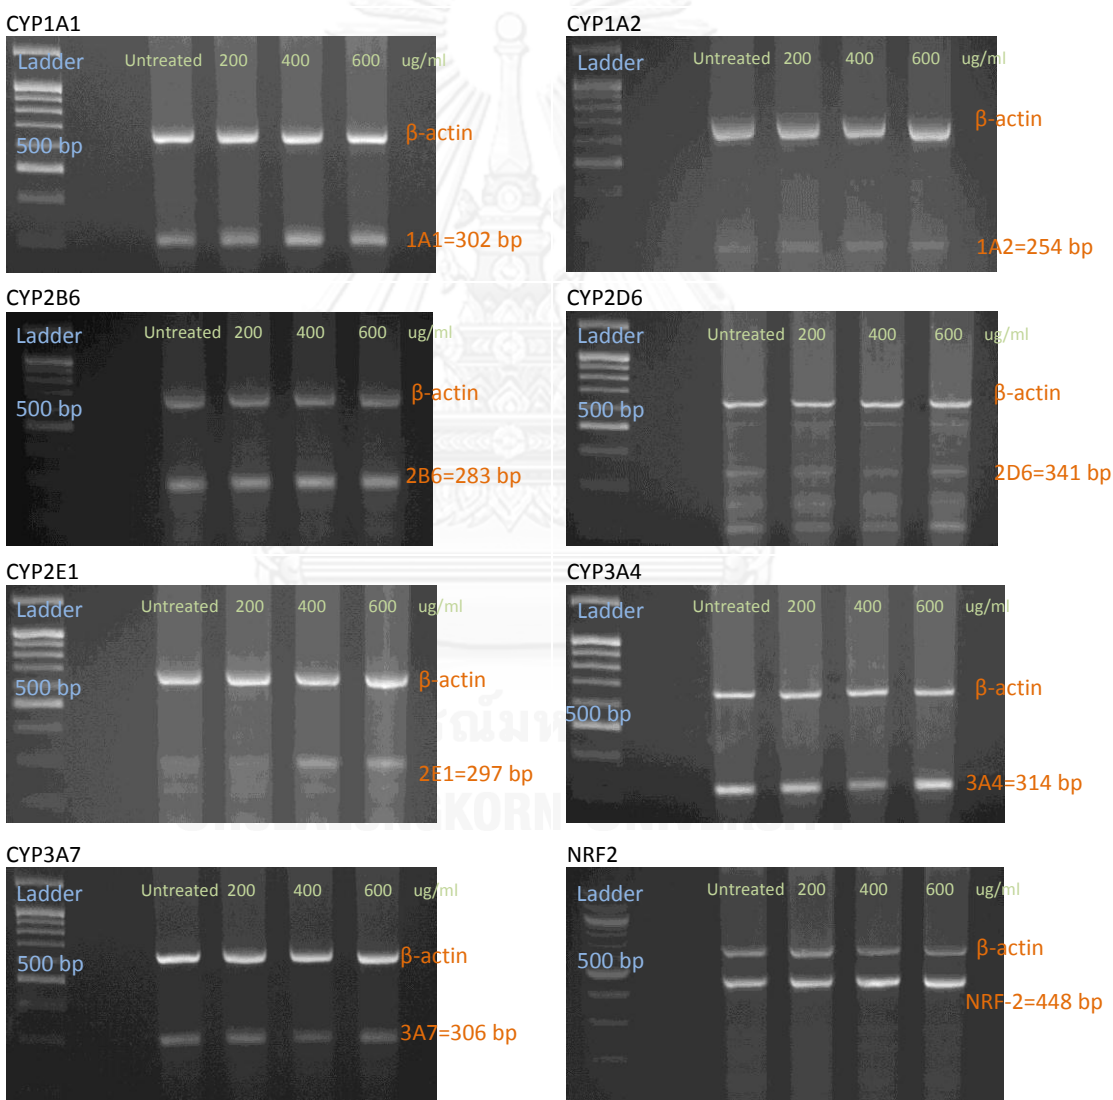 CYP1A1
Ladder Untreated 200 400 600 ug/ml
β-actin
500 bp
1A1=302 bp
CYP1A2
Ladder Untreated 200 400 600 ug/ml
β-actin
500 bp
1A2=254 bp
CYP2B6
Ladder Untreated 200 400 600 ug/ml
β-actin
500 bp
2B6=283 bp
CYP2D6
Ladder Untreated 200 400 600 ug/ml
β-actin
500 bp
2D6=341 bp
CYP2E1
Ladder Untreated 200 400 600 ug/ml
β-actin
500 bp
2E1=297 bp
CYP3A4
Ladder Untreated 200 400 600 ug/ml
β-actin
500 bp
3A4=314 bp
CYP3A7
Ladder Untreated 200 400 600 ug/ml
β-actin
500 bp
3A7=306 bp
NRF2
Ladder Untreated 200 400 600 ug/ml
β-actin
500 bp
NRF-2=448 bp